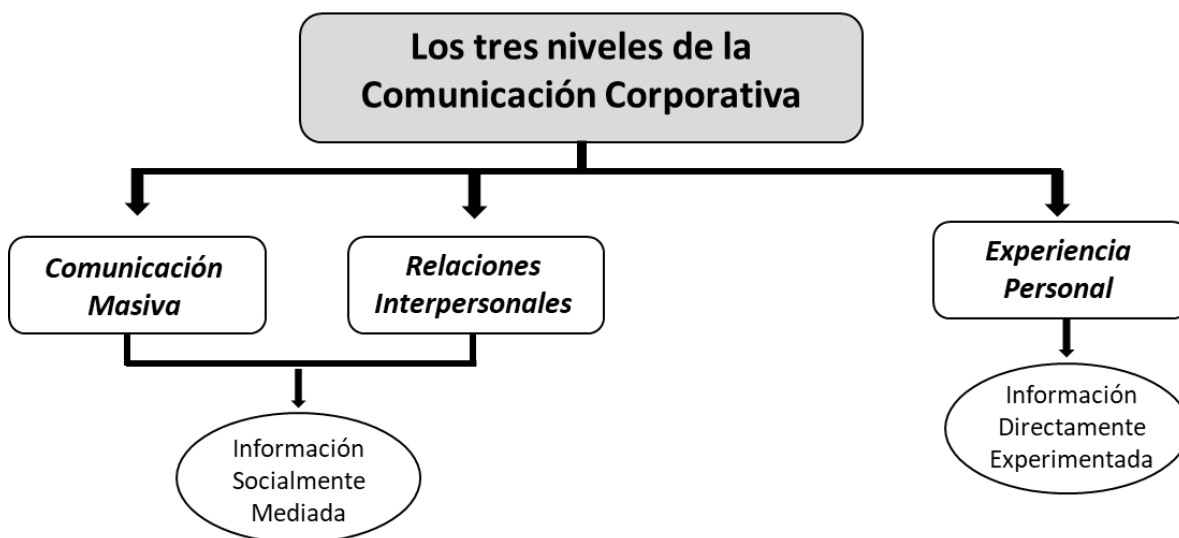 Los tres niveles de la
Comunicación Corporativa
Comunicación
Masiva
Relaciones
Interpersonales
Experiencia
Personal
Información
Socialmente
Mediada
Información
Directamente
Experimentada